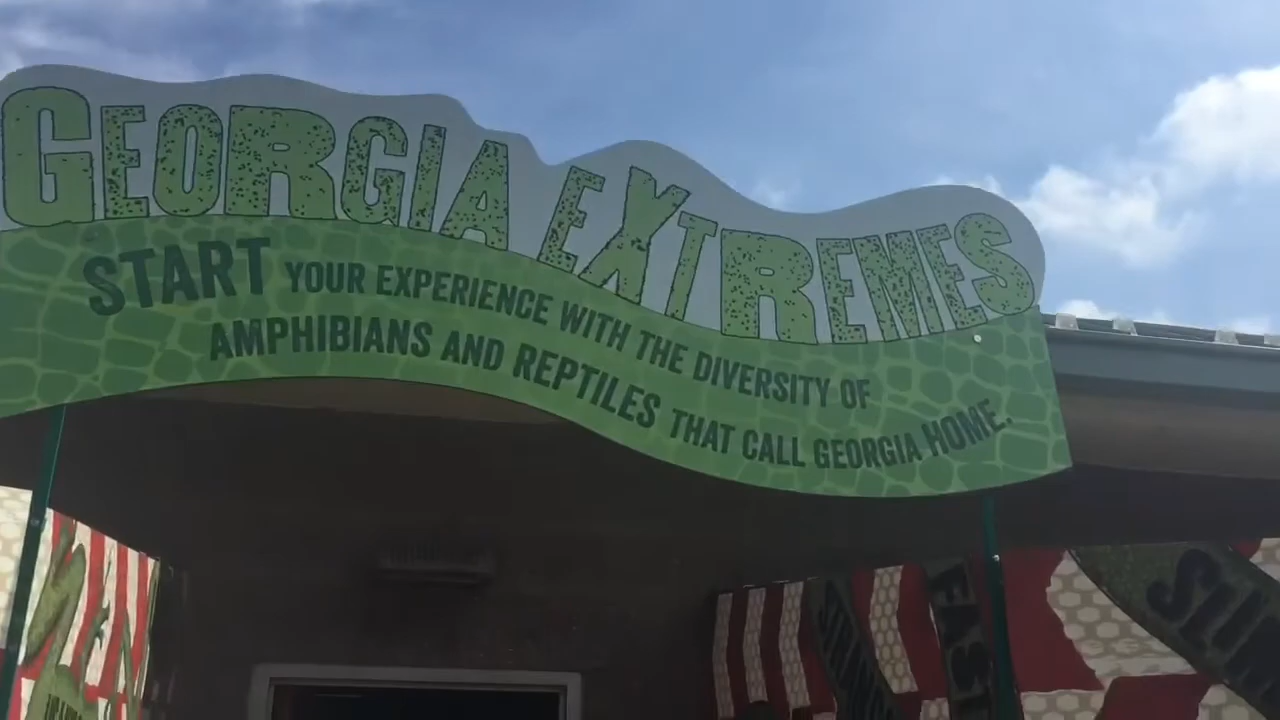 GEORGIA EXTREMES
START YOUR EXPERIENCE WITH THE DIVERSITY OF
AMPHIBIANS AND REPTILES THAT CALL GEORGIA HOME.